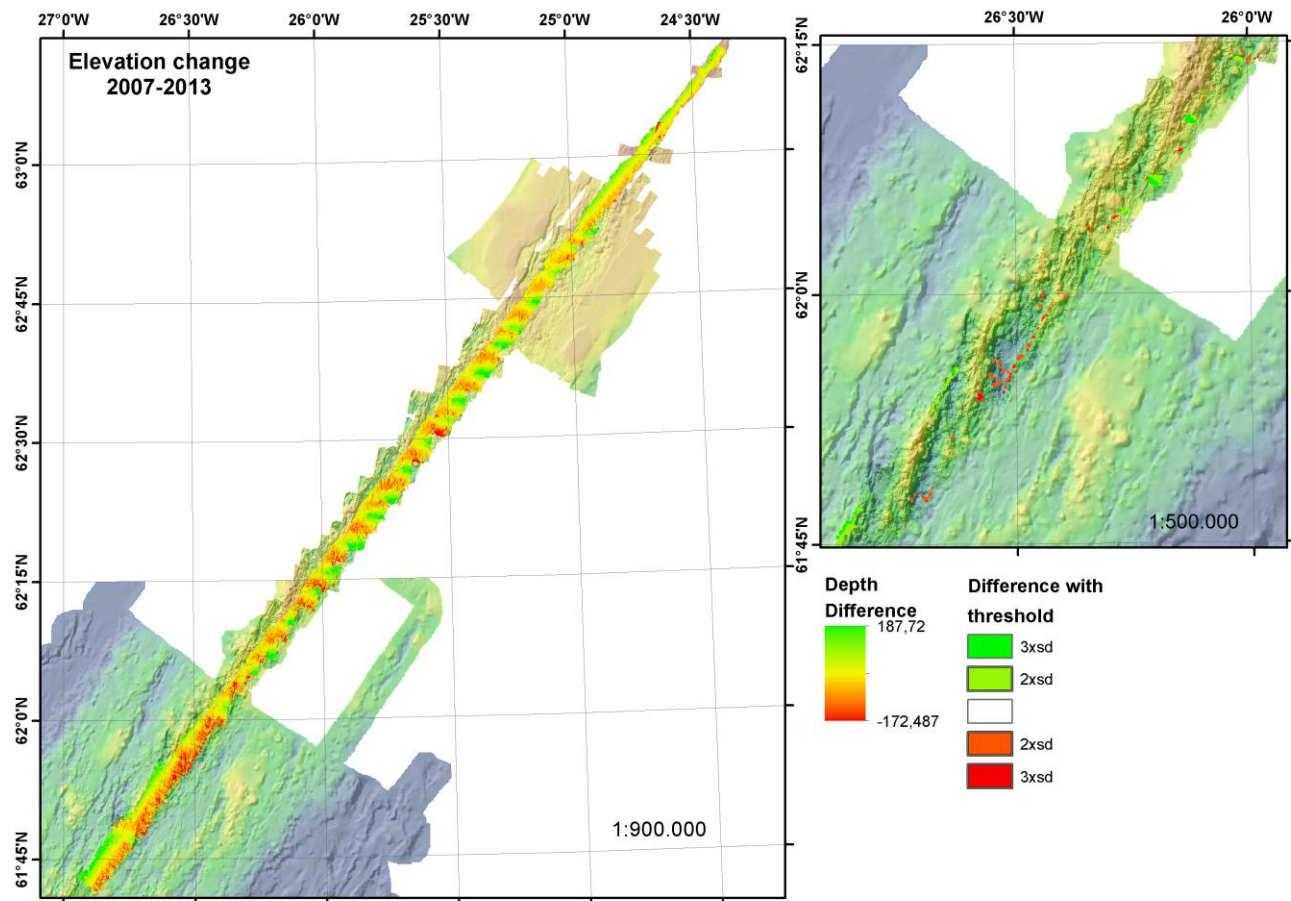 27°0'W 26°30'W 26°0'W 25°30'W 25°0'W 24°30'W
Elevation change
2007-2013
63°0'N
62°45'N
62°30'N
62°15'N
62°0'N
61°45'N
1:900.000
26°30'W 26°0'W
62°15'N
62°0'N
61°45'N
1:500.000
Depth
Difference
187,72
-172,487
Difference with
threshold
3xsd
2xsd
2xsd
3xsd